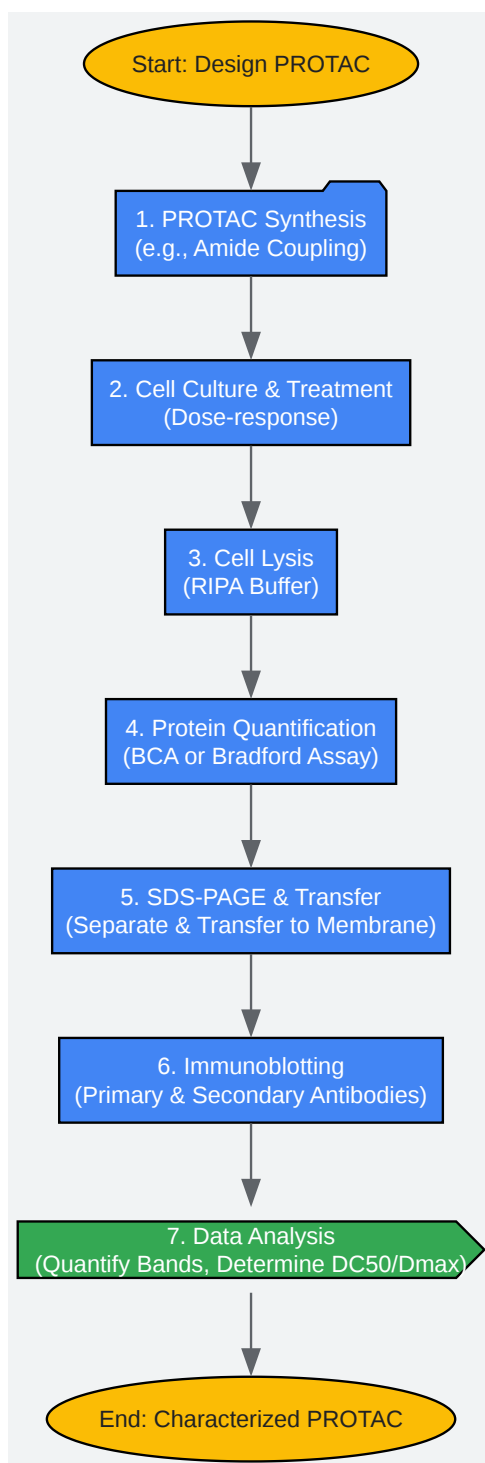 Start: Design PROTAC
1. PROTAC Synthesis
(e.g., Amide Coupling)
2. Cell Culture & Treatment
(Dose-response)
3. Cell Lysis
(RIPA Buffer)
4. Protein Quantification
(BCA or Bradford Assay)
5. SDS-PAGE & Transfer
(Separate & Transfer to Membrane)
6. Immunoblotting
(Primary & Secondary Antibodies)
7. Data Analysis
(Quantify Bands, Determine DC50/Dmax)
End: Characterized PROTAC